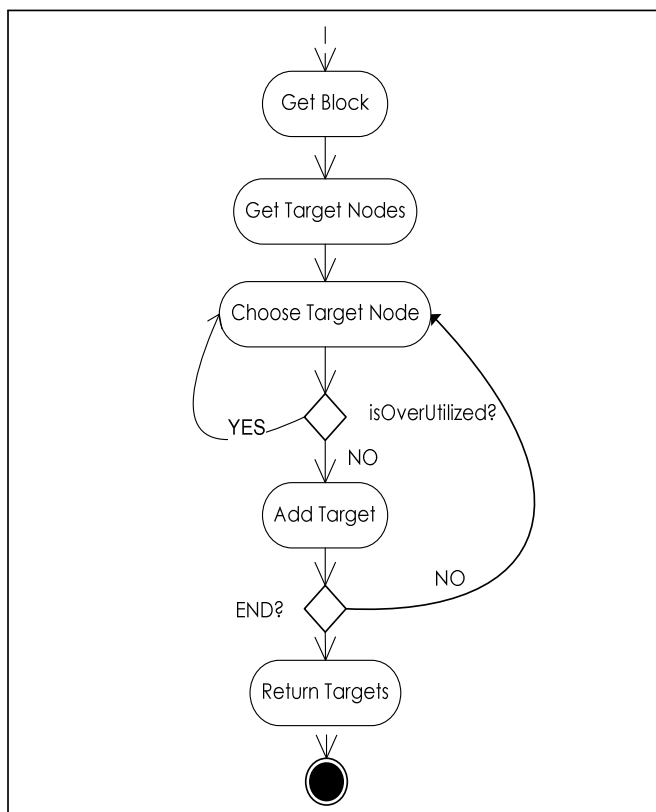 Get Block
Get Target Nodes
Choose Target Node
isOverUtilized?
YES
NO
Add Target
NO
END?
Return Targets